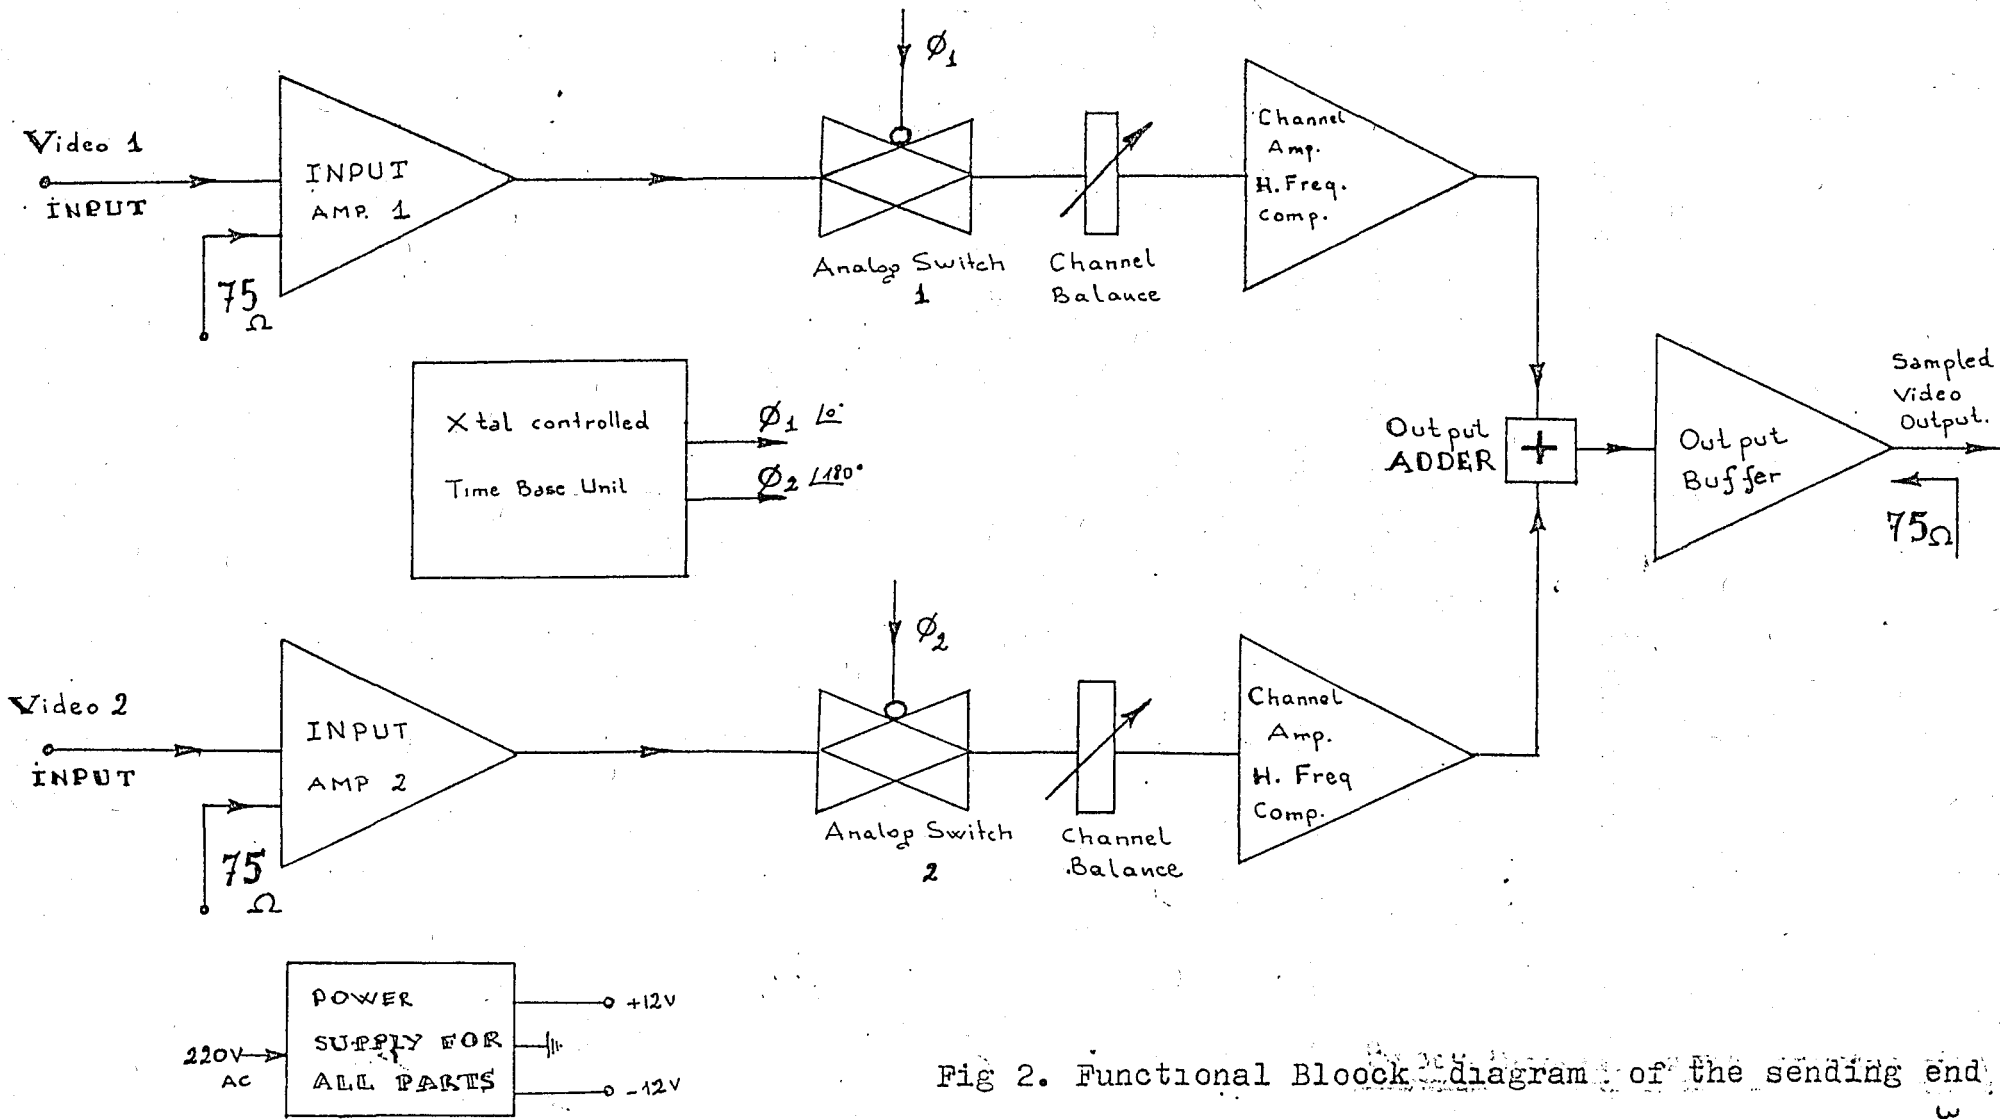 Ø1
Video 1
INPUT
75
Ω
INPUT
AMP. 1
Analog Switch
1
Channel
Balance
Channel
Amp.
H. Freq.
Comp.
Xtal controlled
Time Base Unit
Ø1 /0°
Ø2 /180°
Output
ADDER
+
Output
Buffer
Sampled
Video
Output.
75Ω
Ø2
Video 2
INPUT
75
Ω
INPUT
AMP 2
Analog Switch
2
Channel
Balance
Channel
Amp.
H. Freq
Comp.
220V
AC
POWER
SUPPLY FOR
ALL PARTS
+12V
-12V
Fig 2. Functional Bloock diagram of the sending end
3